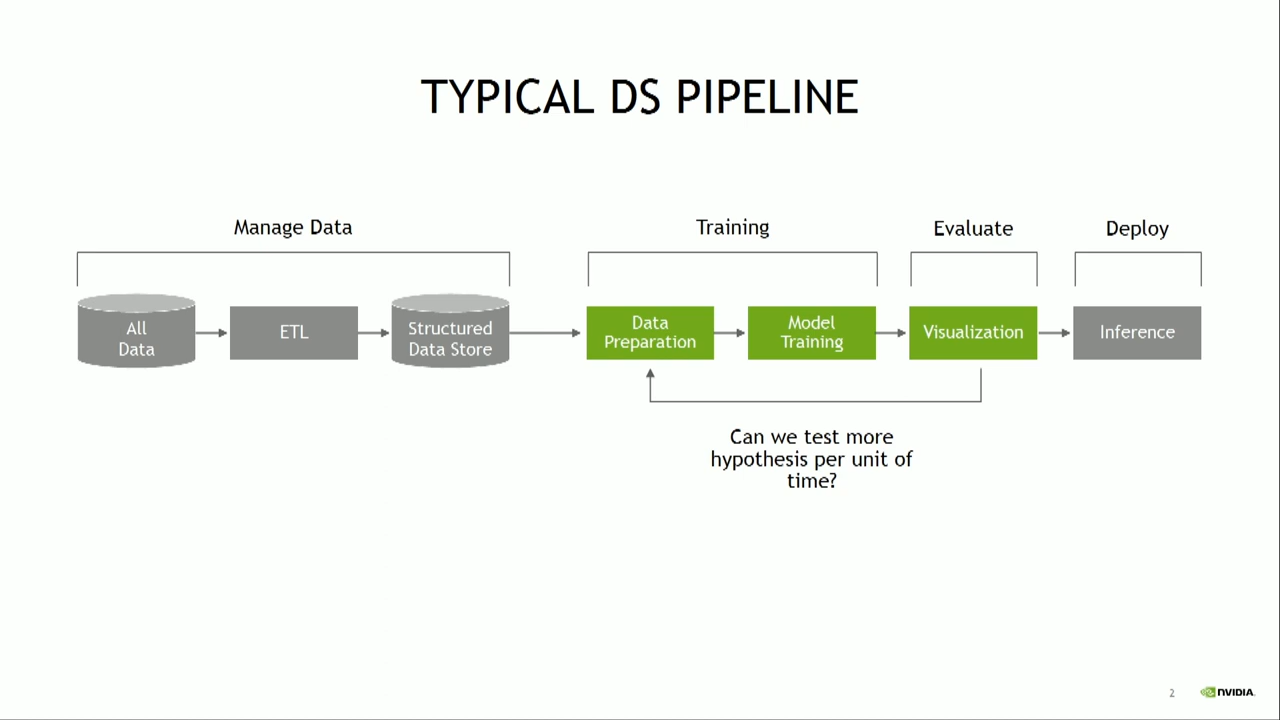 TYPICAL DS PIPELINE
Manage Data
Training
Evaluate
Deploy
All
Data
ETL
Structured
Data Store
Data
Preparation
Model
Training
Visualization
Inference
Can we test more
hypothesis per unit of
time?
2
NVIDIA.